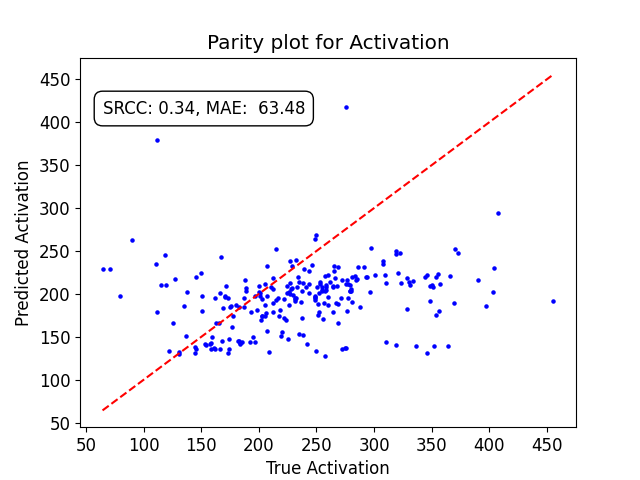 Parity plot for Activation
SRCC: 0.34, MAE:  63.48
Predicted Activation
450
400
350
300
250
200
150
100
50
50 100 150 200 250 300 350 400 450
True Activation